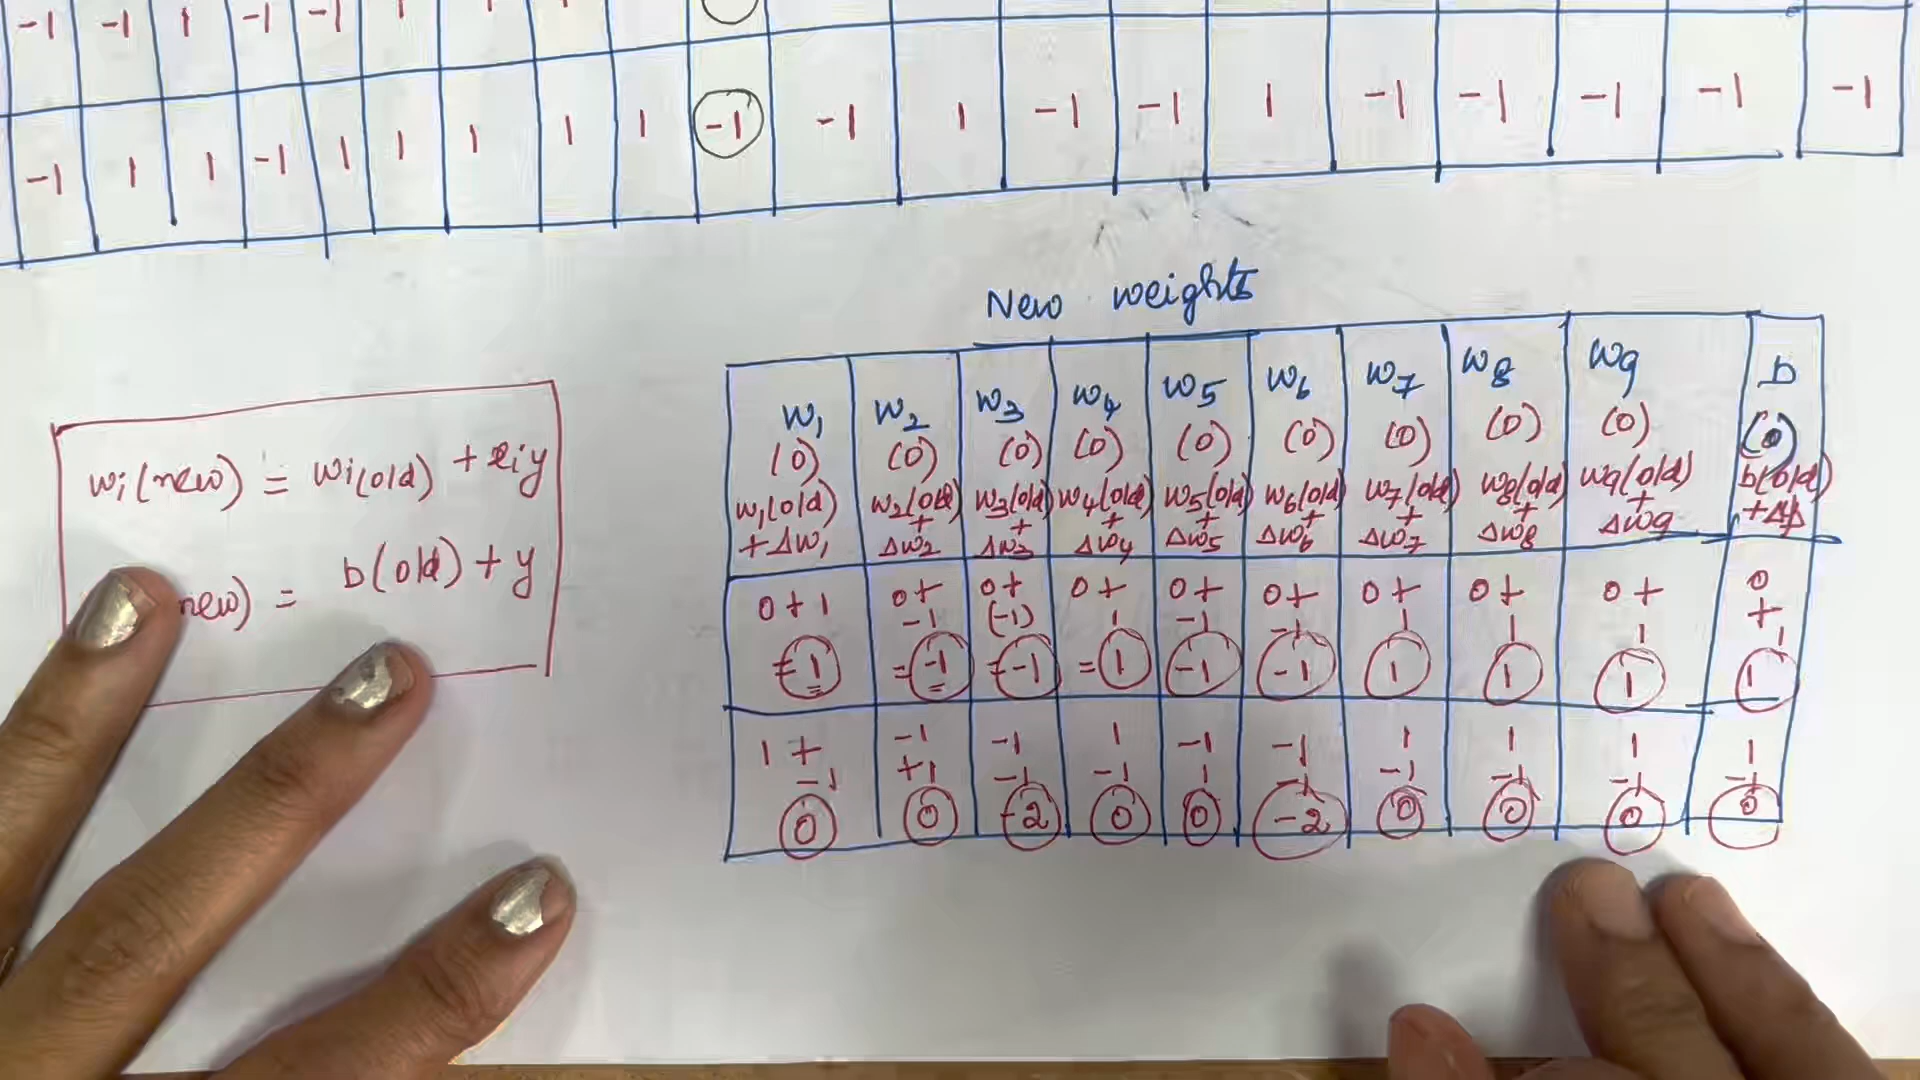 -1 -1 1 -1 -1 1
-1 1 1 -1 1 1 1 1 1 -1 -1 1 -1 -1 1 -1 -1 -1 -1 -1
New weights
wi(new) = wi(old) + xiy
new) = b(old) + y
w1 w2 w3 w4 w5 w6 w7 w8 w9 b
(0) (0) (0) (0) (0) (0) (0) (0) (0) (0)
w1(old) w2(old) w3(old) w4(old) w5(old) w6(old) w7(old) w8(old) w9(old) b(old)
+Δw1 +Δw2 +Δw3 +Δw4 +Δw5 +Δw6 +Δw7 +Δw8 +Δw9
0+1 0+ 0+ 0+ 0+ 0+ 0+ 0+ 0+ 0+
-1 (-1) 1 -1 -1 1 1 1 1
=1 =-1 =-1 =1 -1 -1 1 1 1 1
1+ -1 -1 1 -1 -1 1 1 1 1
-1 +1 -1 -1 1 -1 -1 -1 -1 -1
0 0 -2 0 0 -2 0 0 0 0